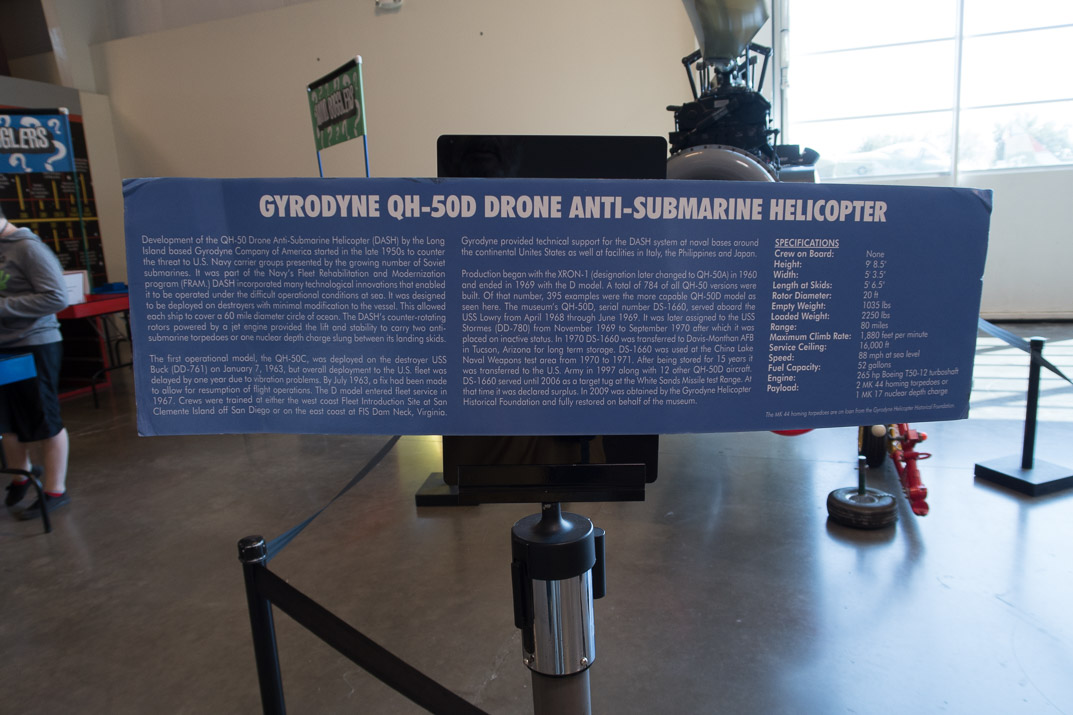 GLERS
GYRODYNE QH-50D DRONE ANTI-SUBMARINE HELICOPTER
Development of the QH-50 Drone Anti-Submarine Helicopter (DASH) by the Long
Island based Gyrodyne Company of America started in the late 1950s to counter
the threat to U.S. Navy carrier groups presented by the growing number of Soviet
submarines. It was part of the Navy's Fleet Rehabilitation and Modernization
program (FRAM.) DASH incorporated many technological innovations that enabled
it to be operated under the difficult operational conditions at sea. It was designed
to be deployed on destroyers with minimal modification to the vessel. This allowed
each ship to cover a 60 mile diameter circle of ocean. The DASH's counter-rotating
rotors powered by a jet engine provided the lift and stability to carry two anti-
submarine torpedoes or one nuclear depth charge slung between its landing skids.
The first operational model, the QH-50C, was deployed on the destroyer USS
Buck (DD-761) on January 7, 1963, but overall deployment to the U.S. fleet was
delayed by one year due to vibration problems. By July 1963, a fix had been made
to allow for resumption of flight operations. The D model entered fleet service in
1967. Crews were trained at either the west coast Fleet Introduction Site at San
Clemente Island off San Diego or on the east coast at FIS Dam Neck, Virginia.
Gyrodyne provided technical support for the DASH system at naval bases around
the continental Unites States as well at facilities in Italy, the Philippines and Japan.
Production began with the XRON-1 (designation later changed to QH-50A) in 1960
and ended in 1969 with the D model. A total of 784 of all QH-50 versions were
built. Of that number, 395 examples were the more capable QH-50D model as
seen here. The museum's QH-50D, serial number DS-1660, served aboard the
USS Lowry from April 1968 through June 1969. It was later assigned to the USS
Stormes (DD-780) from November 1969 to September 1970 after which it was
placed on inactive status. In 1970 DS-1660 was transferred to Davis-Monthan AFB
in Tucson, Arizona for long term storage. DS-1660 was used at the China Lake
Naval Weapons test area from 1970 to 1971. After being stored for 15 years it
was transferred to the U.S. Army in 1997 along with 12 other QH-50D aircraft.
DS-1660 served until 2006 as a target tug at the White Sands Missile test Range. At
that time it was declared surplus. In 2009 was obtained by the Gyrodyne Helicopter
Historical Foundation and fully restored on behalf of the museum.
SPECIFICATIONS
Crew on Board: None
Height: 9' 8.5"
Width: 5' 3.5"
Length at Skids: 5' 6.5"
Rotor Diameter: 20 ft
Empty Weight: 1035 lbs
Loaded Weight: 2250 lbs
Range: 80 miles
Maximum Climb Rate: 1,880 feet per minute
Service Ceiling: 16,000 ft
Speed: 88 mph at sea level
Fuel Capacity: 52 gallons
Engine: 265 hp Boeing T50-12 turboshaft
Payload: 2 MK 44 homing torpedoes or
1 MK 17 nuclear depth charge
The MK 44 homing torpedoes are on loan from the Gyrodyne Helicopter Historical Foundation.